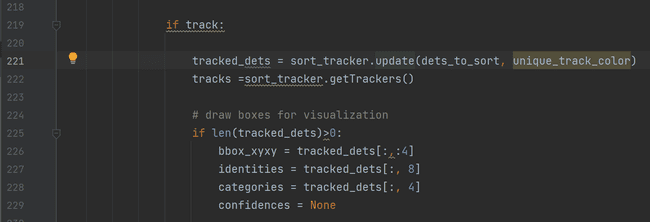 218
219 if track:
220
221 tracked_dets = sort_tracker.update(dets_to_sort, unique_track_color)
222 tracks =sort_tracker.getTrackers()
223
224 # draw boxes for visualization
225 if len(tracked_dets)>0:
226 bbox_xyxy = tracked_dets[:,:4]
227 identities = tracked_dets[:, 8]
228 categories = tracked_dets[:, 4]
229 confidences = None